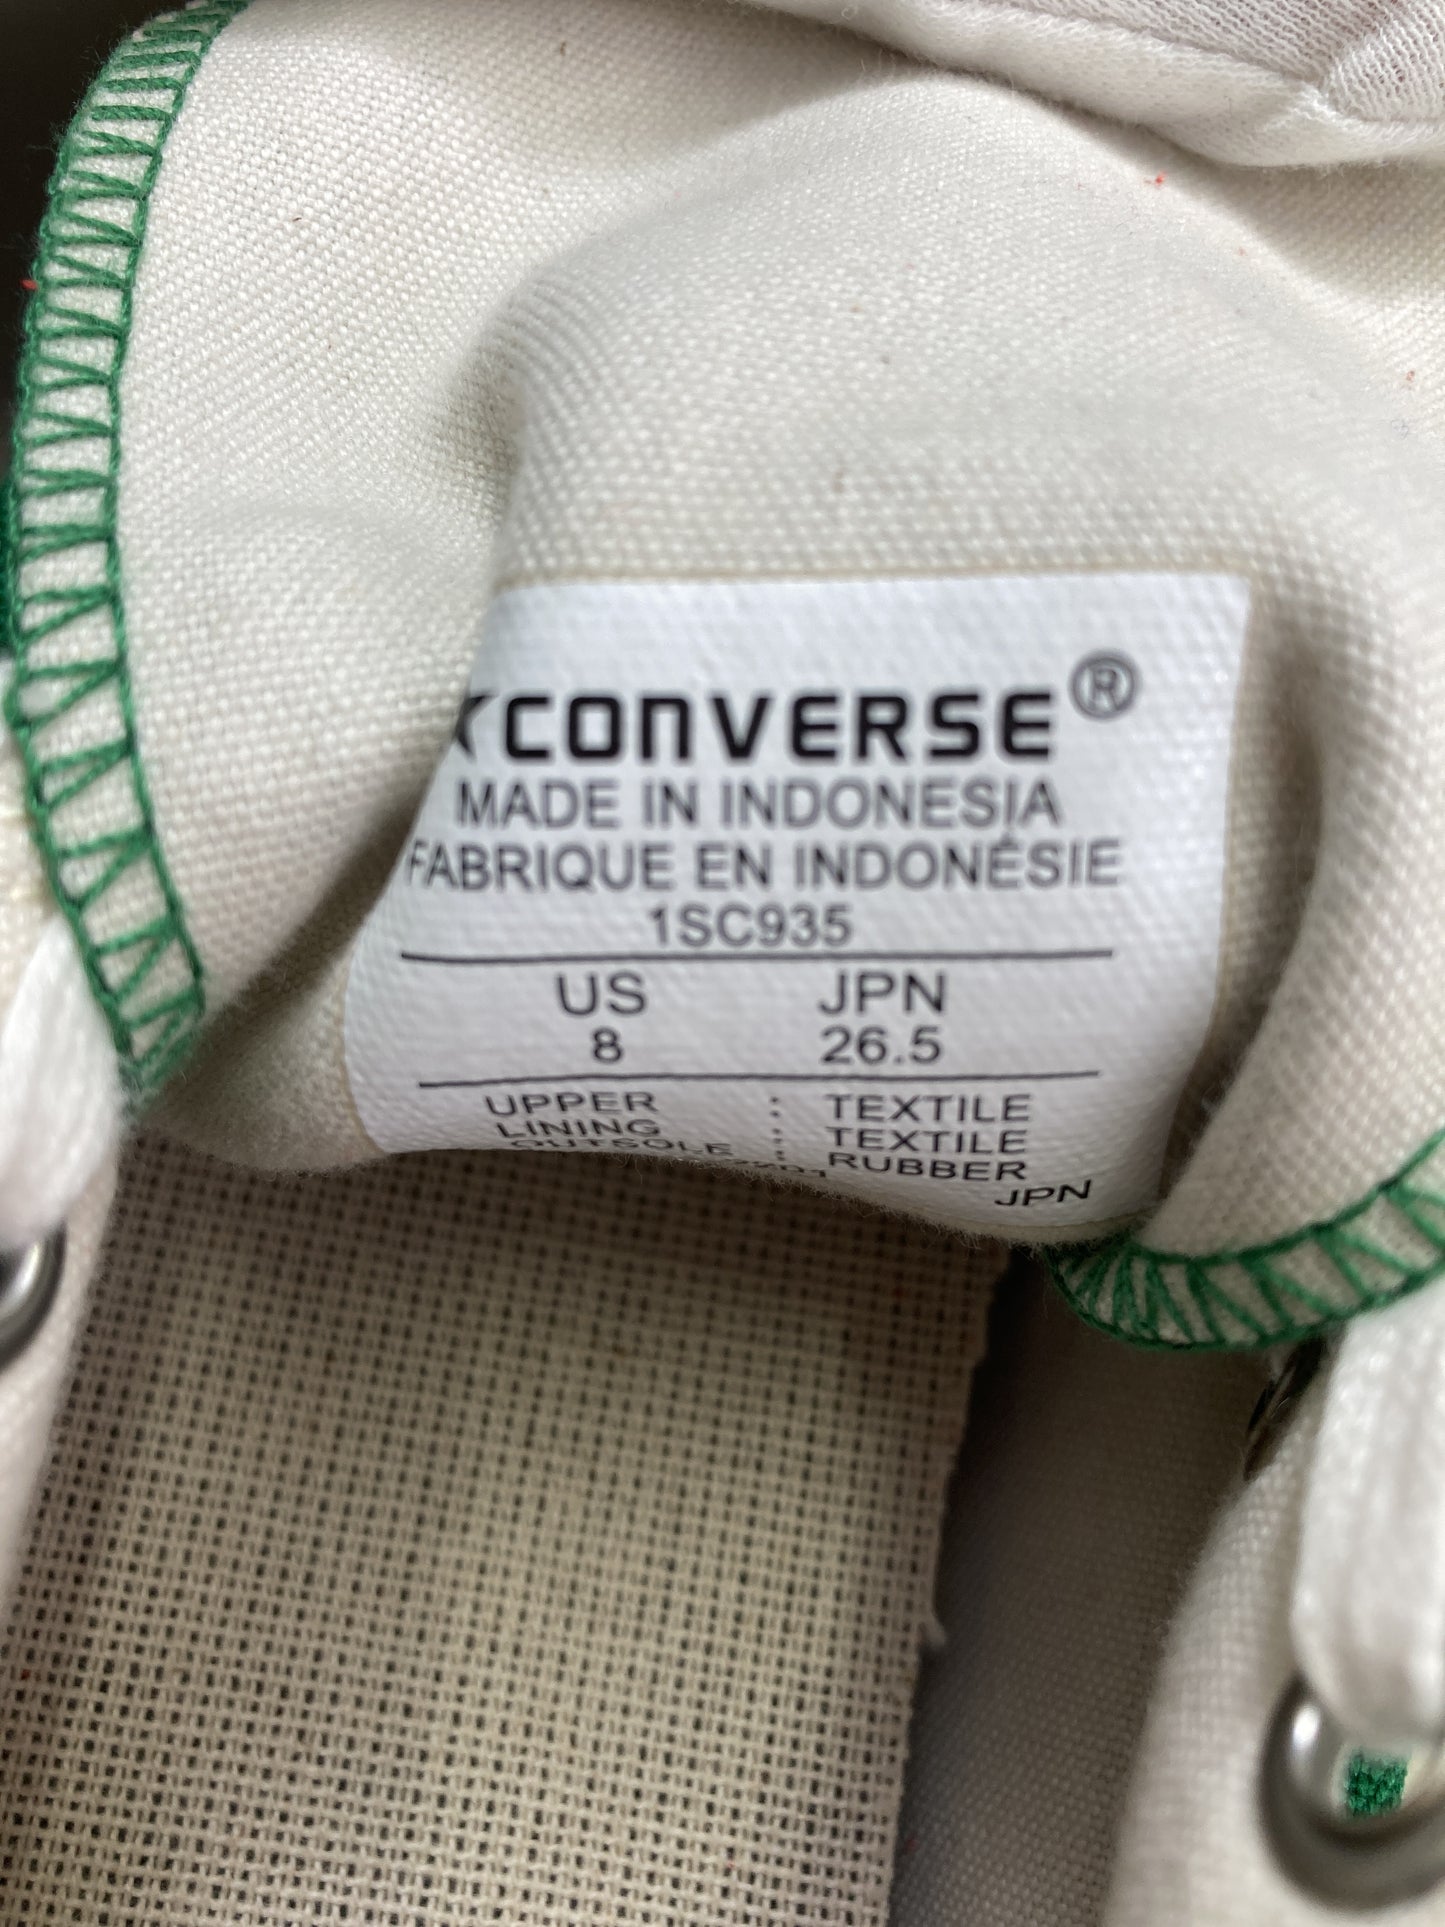 CONVERSE®
MADE IN INDONESIA
FABRIQUE EN INDONÉSIE
1SC935
US JPN
8 26.5
UPPER : TEXTILE
LINING : TEXTILE
OUTSOLE : RUBBER
JPN